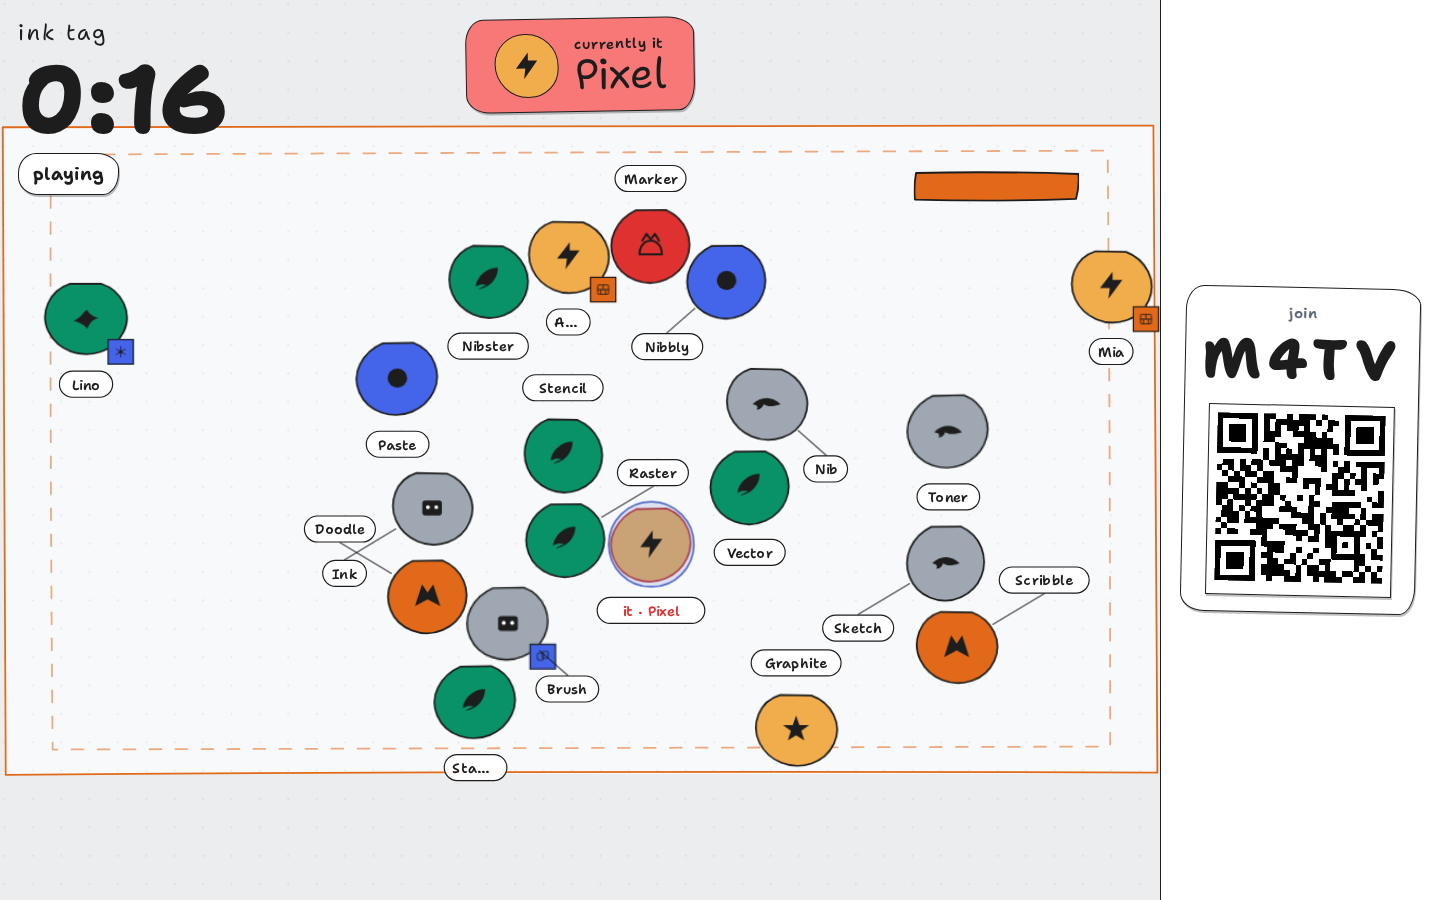 ink tag
0:16
currently it
Pixel
playing
Marker
A...
Nibster
Nibbly
Mia
Lino
Stencil
Paste
Raster
Nib
Toner
Doodle
Ink
Vector
Scribble
it · Pixel
Sketch
Graphite
Brush
Sta...
join
M4TV